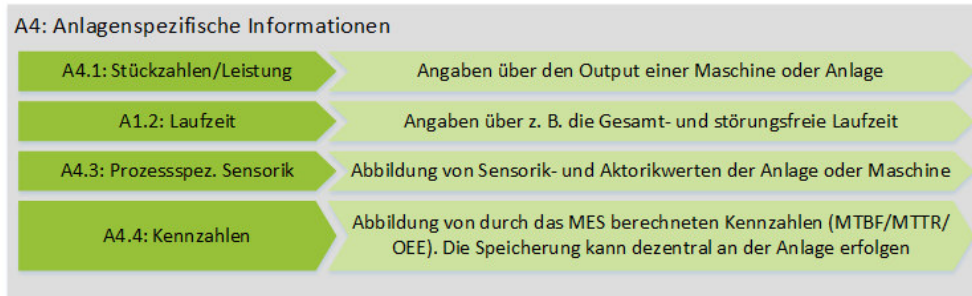 A4: Anlagenspezifische Informationen
A4.1: Stückzahlen/Leistung
Angaben über den Output einer Maschine oder Anlage
A1.2: Laufzeit
Angaben über z. B. die Gesamt- und störungsfreie Laufzeit
A4.3: Prozessspez. Sensorik
Abbildung von Sensorik- und Aktorikwerten der Anlage oder Maschine
A4.4: Kennzahlen
Abbildung von durch das MES berechneten Kennzahlen (MTBF/MTTR/
OEE). Die Speicherung kann dezentral an der Anlage erfolgen